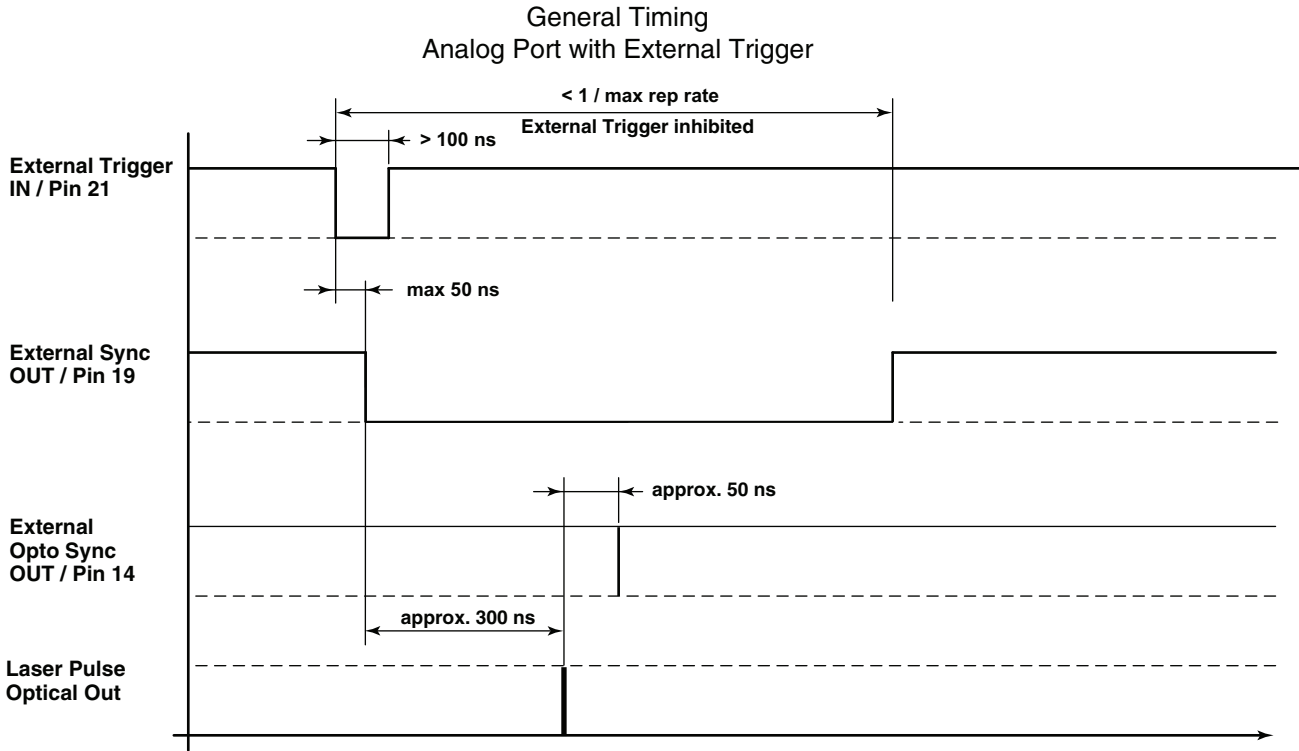 General Timing
Analog Port with External Trigger
< 1 / max rep rate
External Trigger inhibited
> 100 ns
External Trigger
IN / Pin 21
max 50 ns
External Sync
OUT / Pin 19
approx. 50 ns
External
Opto Sync
OUT / Pin 14
approx. 300 ns
Laser Pulse
Optical Out